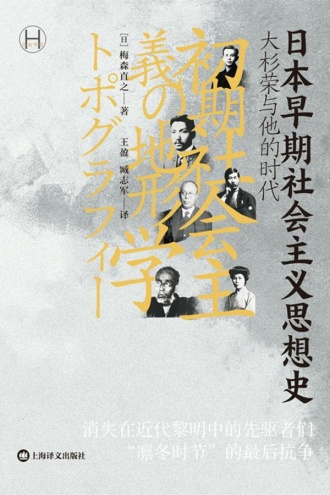 日本早期社会主义思想史
大杉荣与他的时代
初期社会主
義の地形学
トポグラフィー
[日]梅森直之——著
王盈 臧志军——译
消失在近代黎明中的先驱者们
“凛冬时节”的最后抗争
上海译文出版社